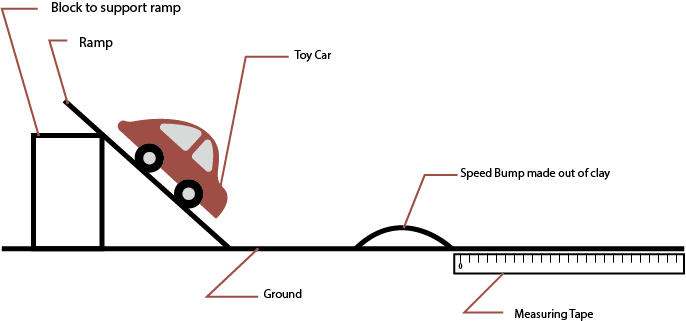 Block to support ramp
Ramp
Toy Car
Speed Bump made out of clay
0
Ground
Measuring Tape